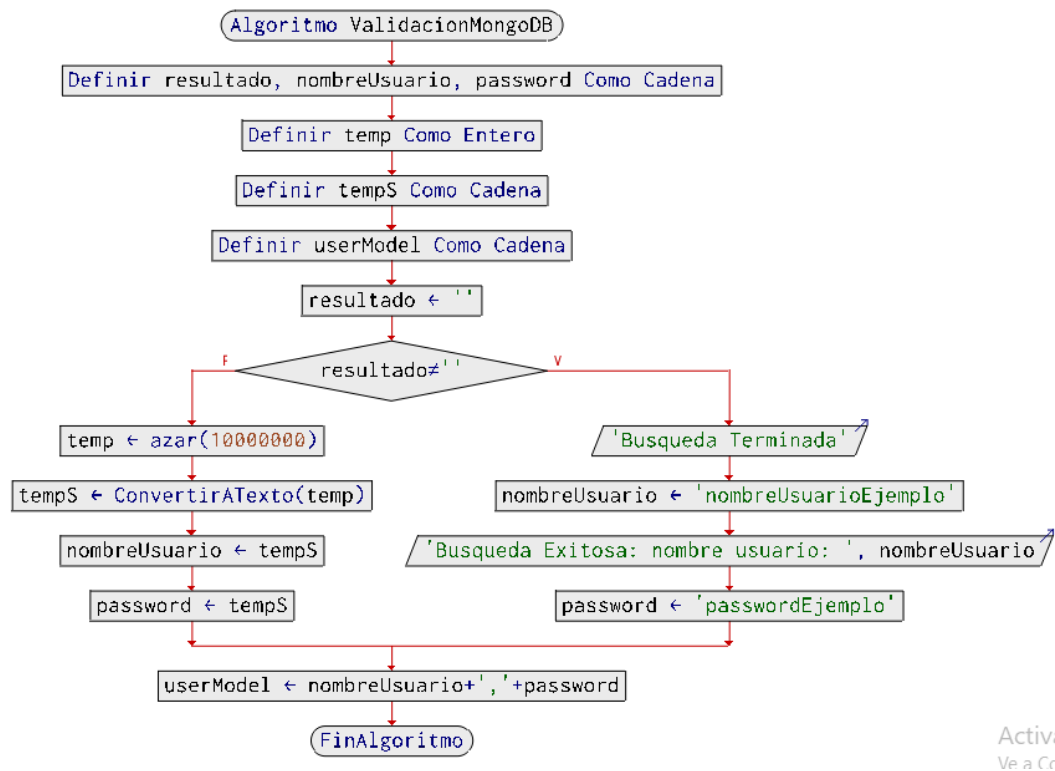 Algoritmo ValidacionMongoDB
Definir resultado, nombreUsuario, password Como Cadena
Definir temp Como Entero
Definir tempS Como Cadena
Definir userModel Como Cadena
resultado ← ''
resultado≠''
F
V
temp ← azar(10000000)
tempS ← ConvertirATexto(temp)
nombreUsuario ← tempS
password ← tempS
'Busqueda Terminada'
nombreUsuario ← 'nombreUsuarioEjemplo'
'Busqueda Exitosa: nombre usuario: ', nombreUsuario
password ← 'passwordEjemplo'
userModel ← nombreUsuario+','+password
FinAlgoritmo
Activa
Ve a Co